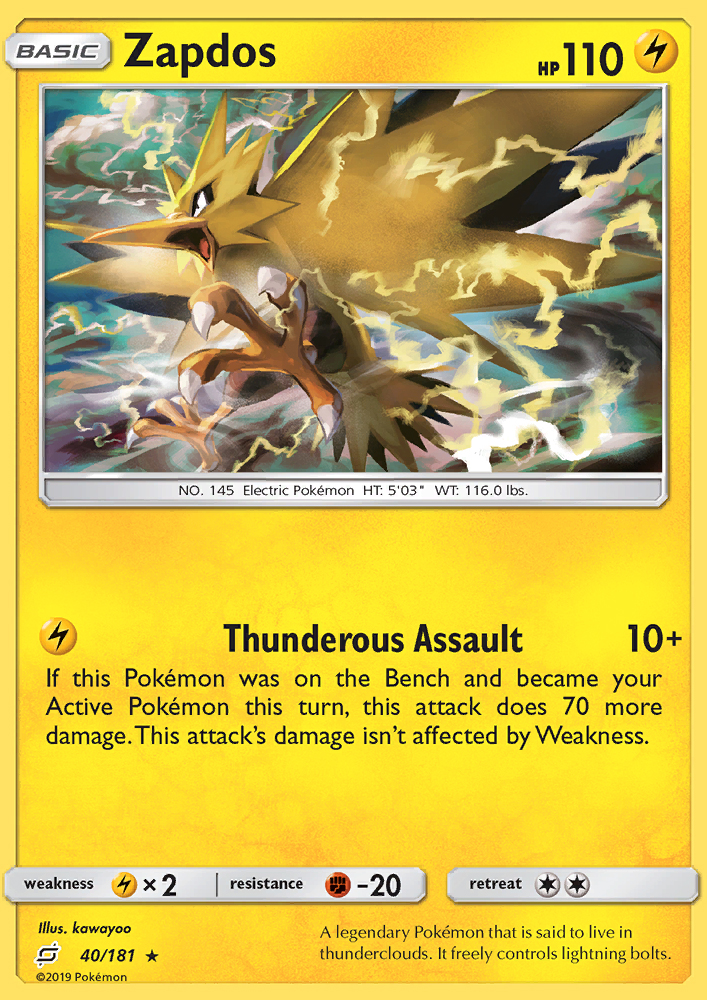 BASIC Zapdos HP 110
NO. 145 Electric Pokémon HT: 5'03" WT: 116.0 lbs.
Thunderous Assault 10+
If this Pokémon was on the Bench and became your
Active Pokémon this turn, this attack does 70 more
damage. This attack's damage isn't affected by Weakness.
weakness ×2 resistance -20 retreat
Illus. kawayoo
40/181 ★
©2019 Pokémon
A legendary Pokémon that is said to live in
thunderclouds. It freely controls lightning bolts.